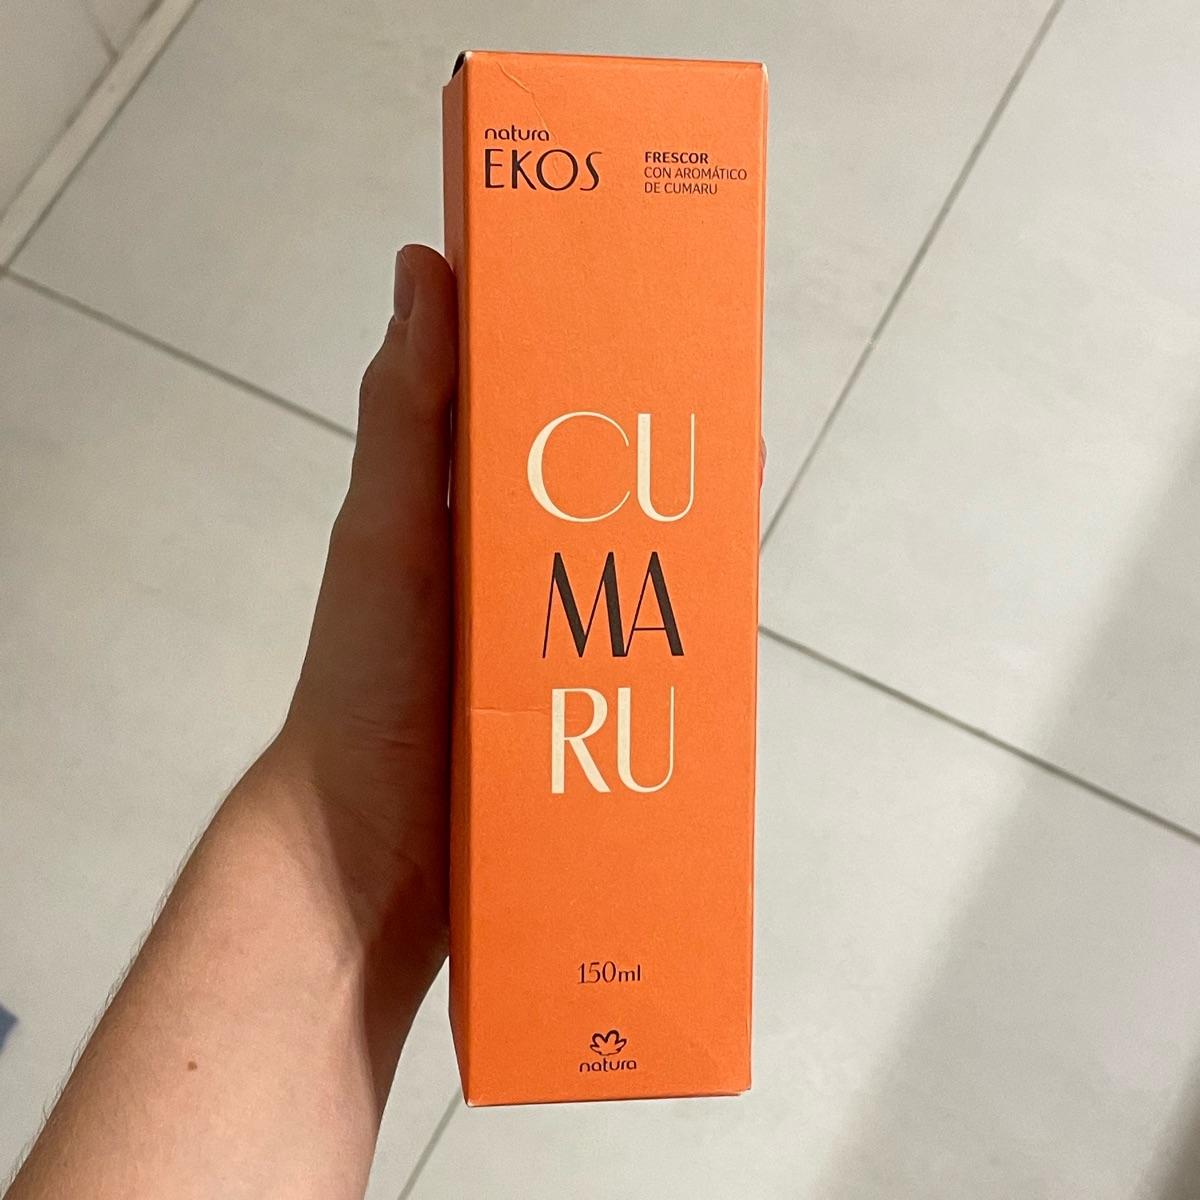 natura
EKOS
FRESCOR
CON AROMÁTICO
DE CUMARU
CU
MA
RU
150ml
natura